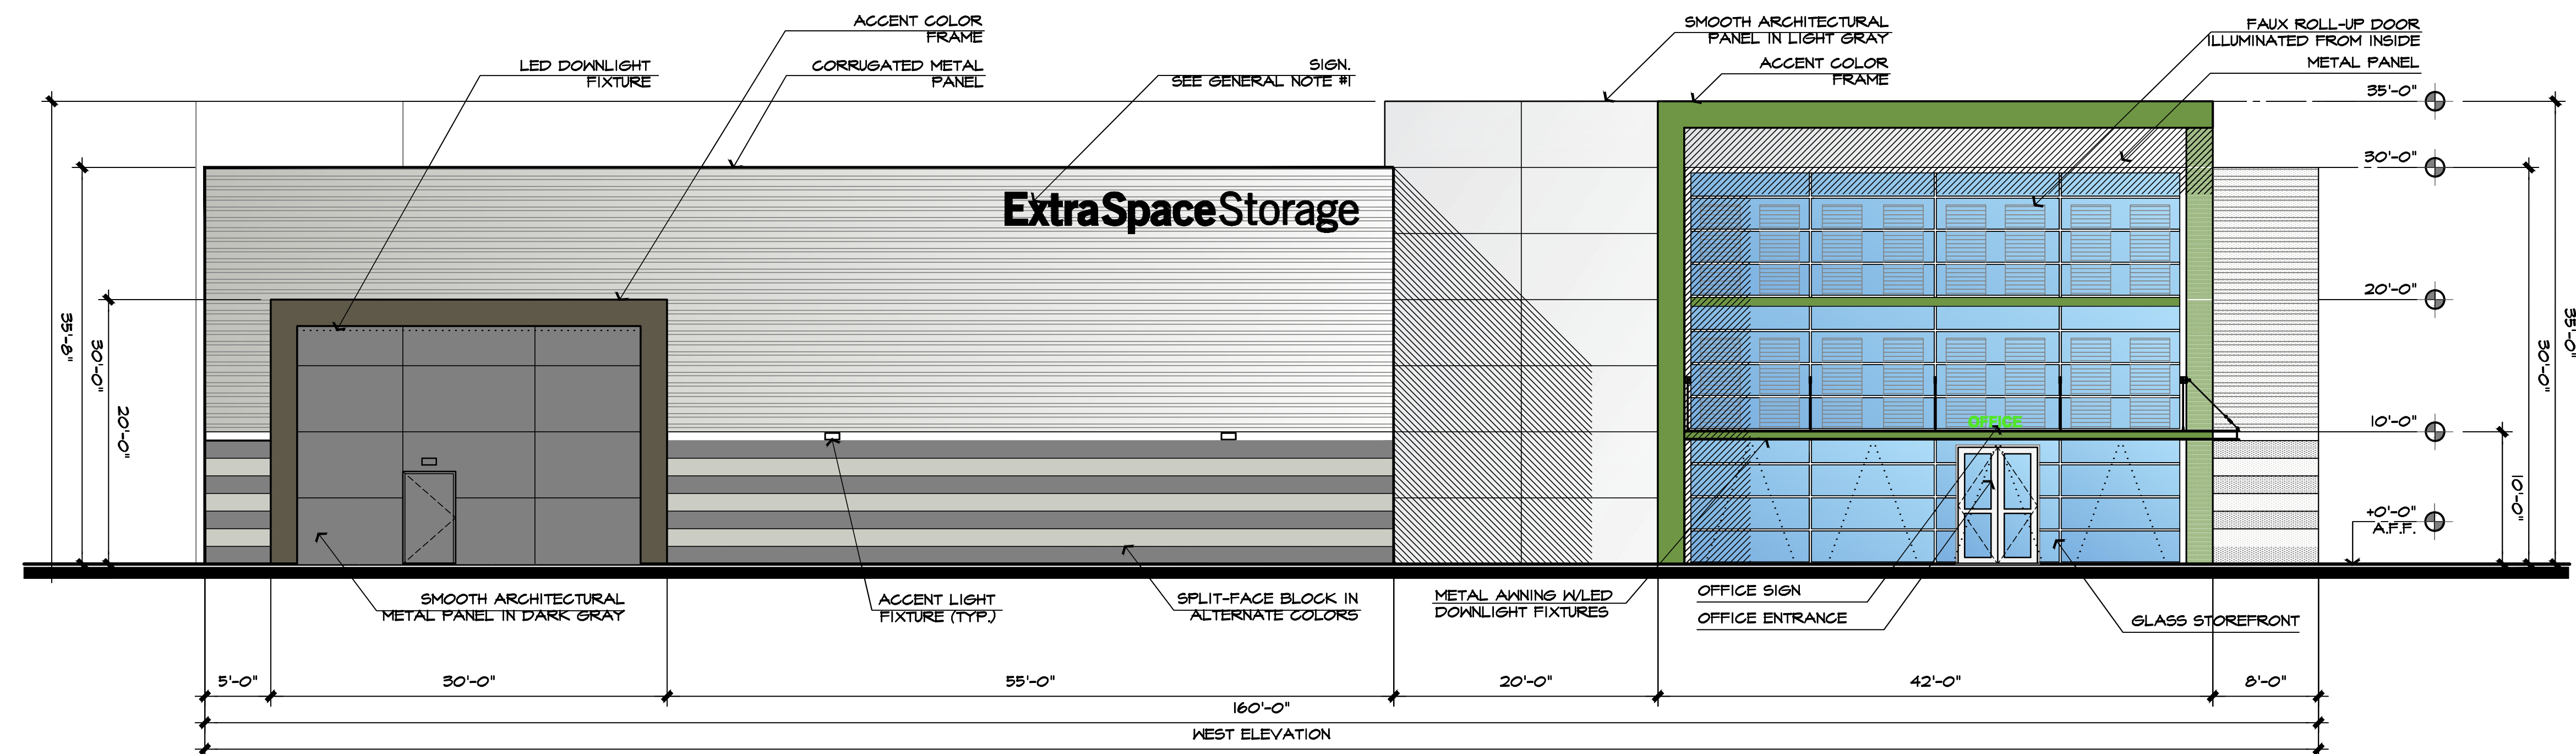 ACCENT COLOR
FRAME
LED DOWNLIGHT
FIXTURE
CORRUGATED METAL
PANEL
SIGN.
SEE GENERAL NOTE #1
SMOOTH ARCHITECTURAL
PANEL IN LIGHT GRAY
ACCENT COLOR
FRAME
FAUX ROLL-UP DOOR
ILLUMINATED FROM INSIDE
METAL PANEL
35'-0"
30'-0"
20'-0"
10'-0"
+0'-0"
A.F.F.
35'-8"
30'-0"
20'-0"
ExtraSpaceStorage
OFFICE
35'-0"
30'-0"
10'-0"
SMOOTH ARCHITECTURAL
METAL PANEL IN DARK GRAY
ACCENT LIGHT
FIXTURE (TYP.)
SPLIT-FACE BLOCK IN
ALTERNATE COLORS
METAL AWNING W/LED
DOWNLIGHT FIXTURES
OFFICE SIGN
OFFICE ENTRANCE
GLASS STOREFRONT
5'-0"
30'-0"
55'-0"
20'-0"
42'-0"
8'-0"
160'-0"
WEST ELEVATION